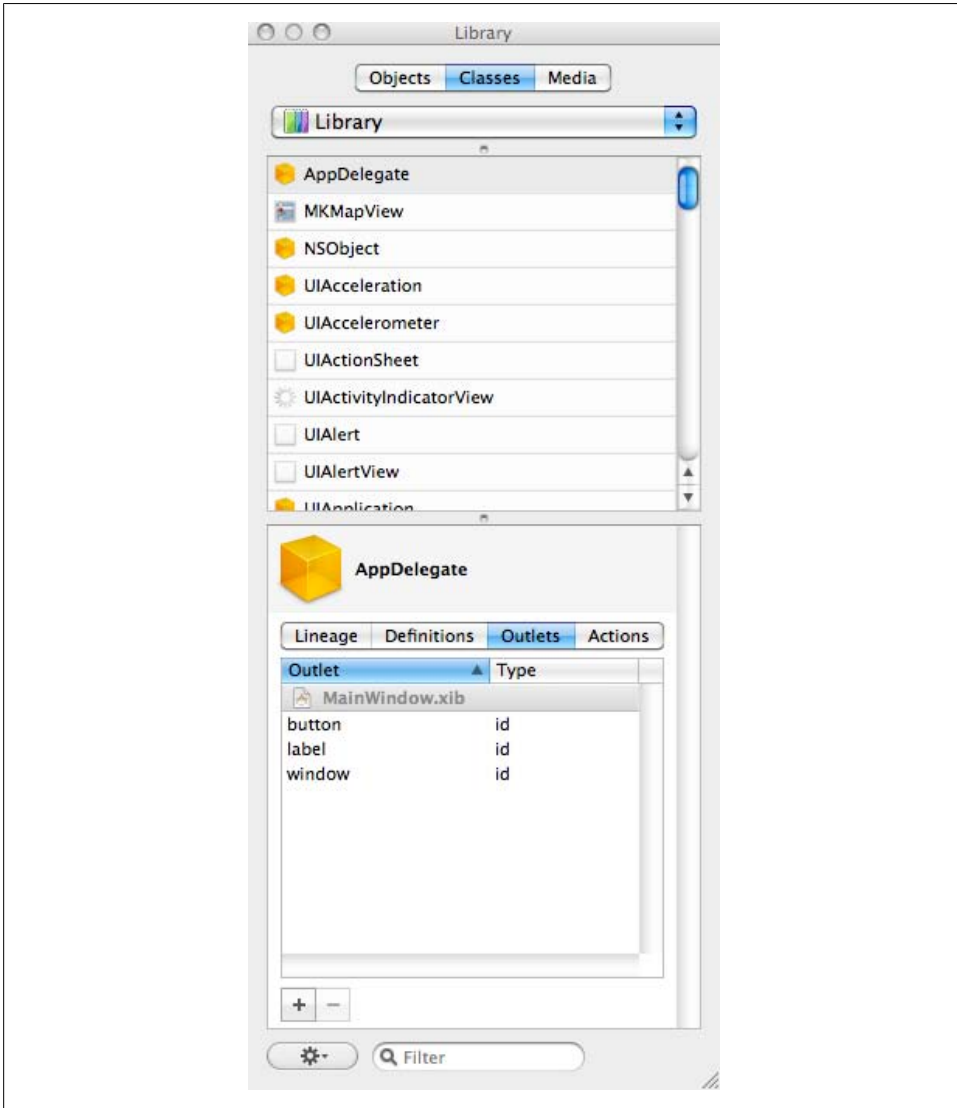 Library
Objects Classes Media
Library
AppDelegate
MKMapView
NSObject
UIAcceleration
UIAccelerometer
UIActionSheet
UIActivityIndicatorView
UIAlert
UIAlertView
UIApplication
AppDelegate
Lineage Definitions Outlets Actions
Outlet Type
MainWindow.xib
button id
label id
window id
+ −
Filter